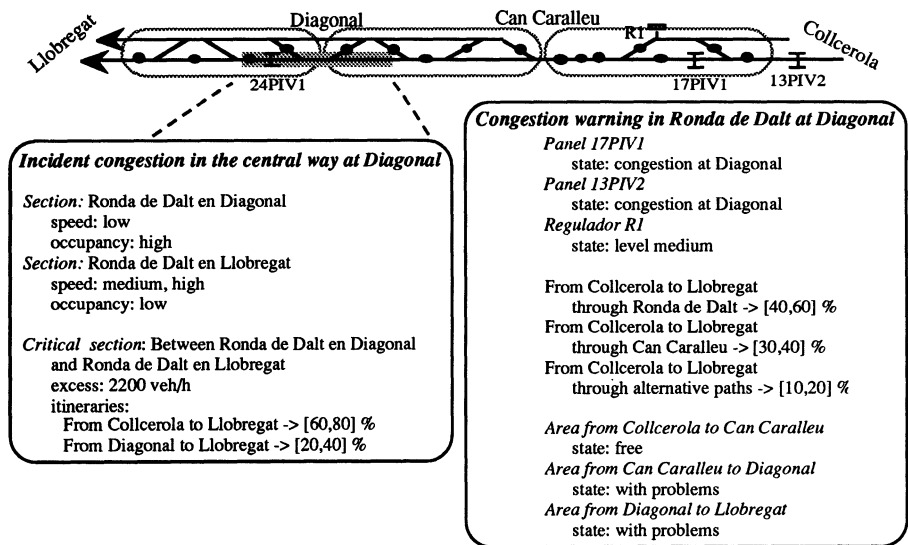 Llobregat
Diagonal
Can Caralleu
R1
Collcerola
24PIV1
17PIV1
13PIV2
Incident congestion in the central way at Diagonal
Section: Ronda de Dalt en Diagonal
speed: low
occupancy: high
Section: Ronda de Dalt en Llobregat
speed: medium, high
occupancy: low
Critical section: Between Ronda de Dalt en Diagonal
and Ronda de Dalt en Llobregat
excess: 2200 veh/h
itineraries:
From Collcerola to Llobregat -> [60,80] %
From Diagonal to Llobregat -> [20,40] %
Congestion warning in Ronda de Dalt at Diagonal
Panel 17PIV1
state: congestion at Diagonal
Panel 13PIV2
state: congestion at Diagonal
Regulador R1
state: level medium
From Collcerola to Llobregat
through Ronda de Dalt -> [40,60] %
From Collcerola to Llobregat
through Can Caralleu -> [30,40] %
From Collcerola to Llobregat
through alternative paths -> [10,20] %
Area from Collcerola to Can Caralleu
state: free
Area from Can Caralleu to Diagonal
state: with problems
Area from Diagonal to Llobregat
state: with problems